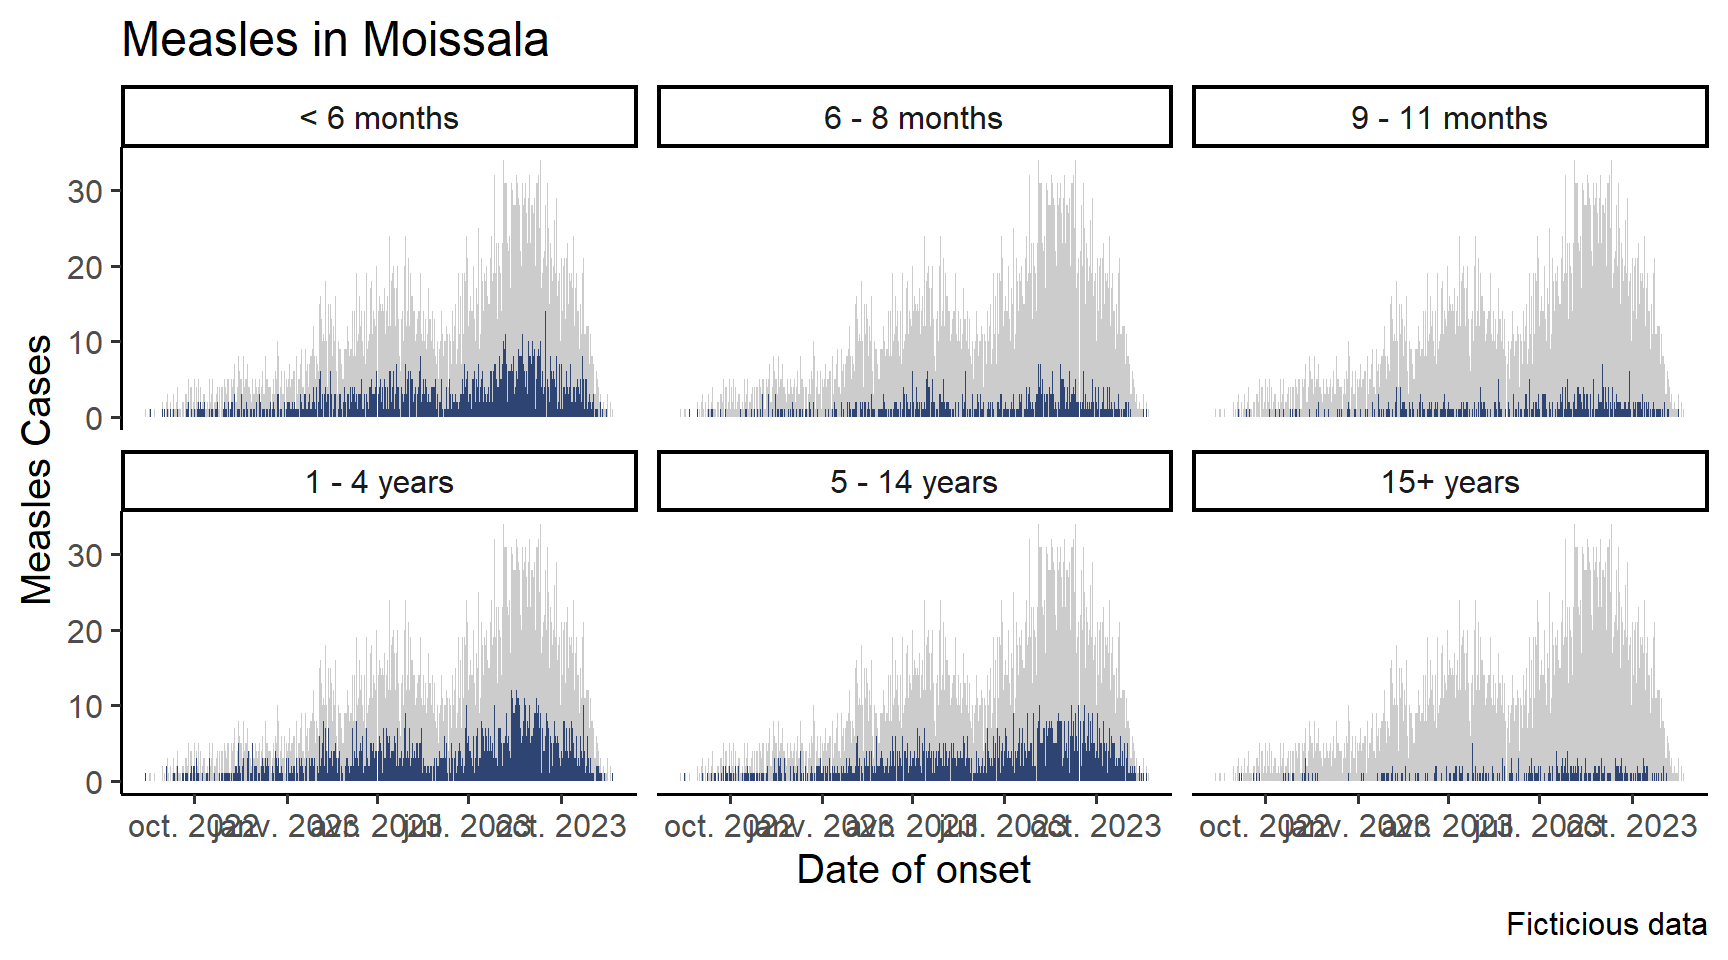 Measles in Moissala
< 6 months
6 - 8 months
9 - 11 months
30
20
10
0
1 - 4 years
5 - 14 years
15+ years
30
20
10
0
Measles Cases
oct. 2022 janv. 2023 avr. 2023 juil. 2023 oct. 2023
oct. 2022 janv. 2023 avr. 2023 juil. 2023 oct. 2023
oct. 2022 janv. 2023 avr. 2023 juil. 2023 oct. 2023
Date of onset
Ficticious data